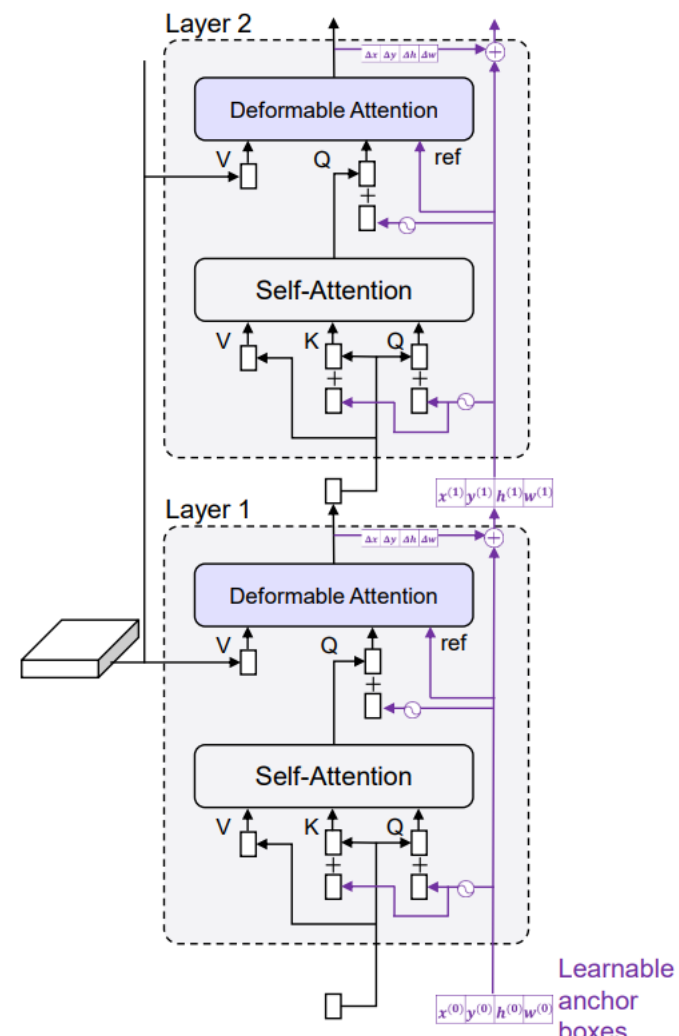 Layer 2
Δx Δy Δh Δw
+
Deformable Attention
V Q ref
+
Self-Attention
V K Q
+ +
x⁽¹⁾ y⁽¹⁾ h⁽¹⁾ w⁽¹⁾
Layer 1
Δx Δy Δh Δw
+
Deformable Attention
V Q ref
+
Self-Attention
V K Q
+ +
x⁽⁰⁾ y⁽⁰⁾ h⁽⁰⁾ w⁽⁰⁾
Learnable
anchor
boxes